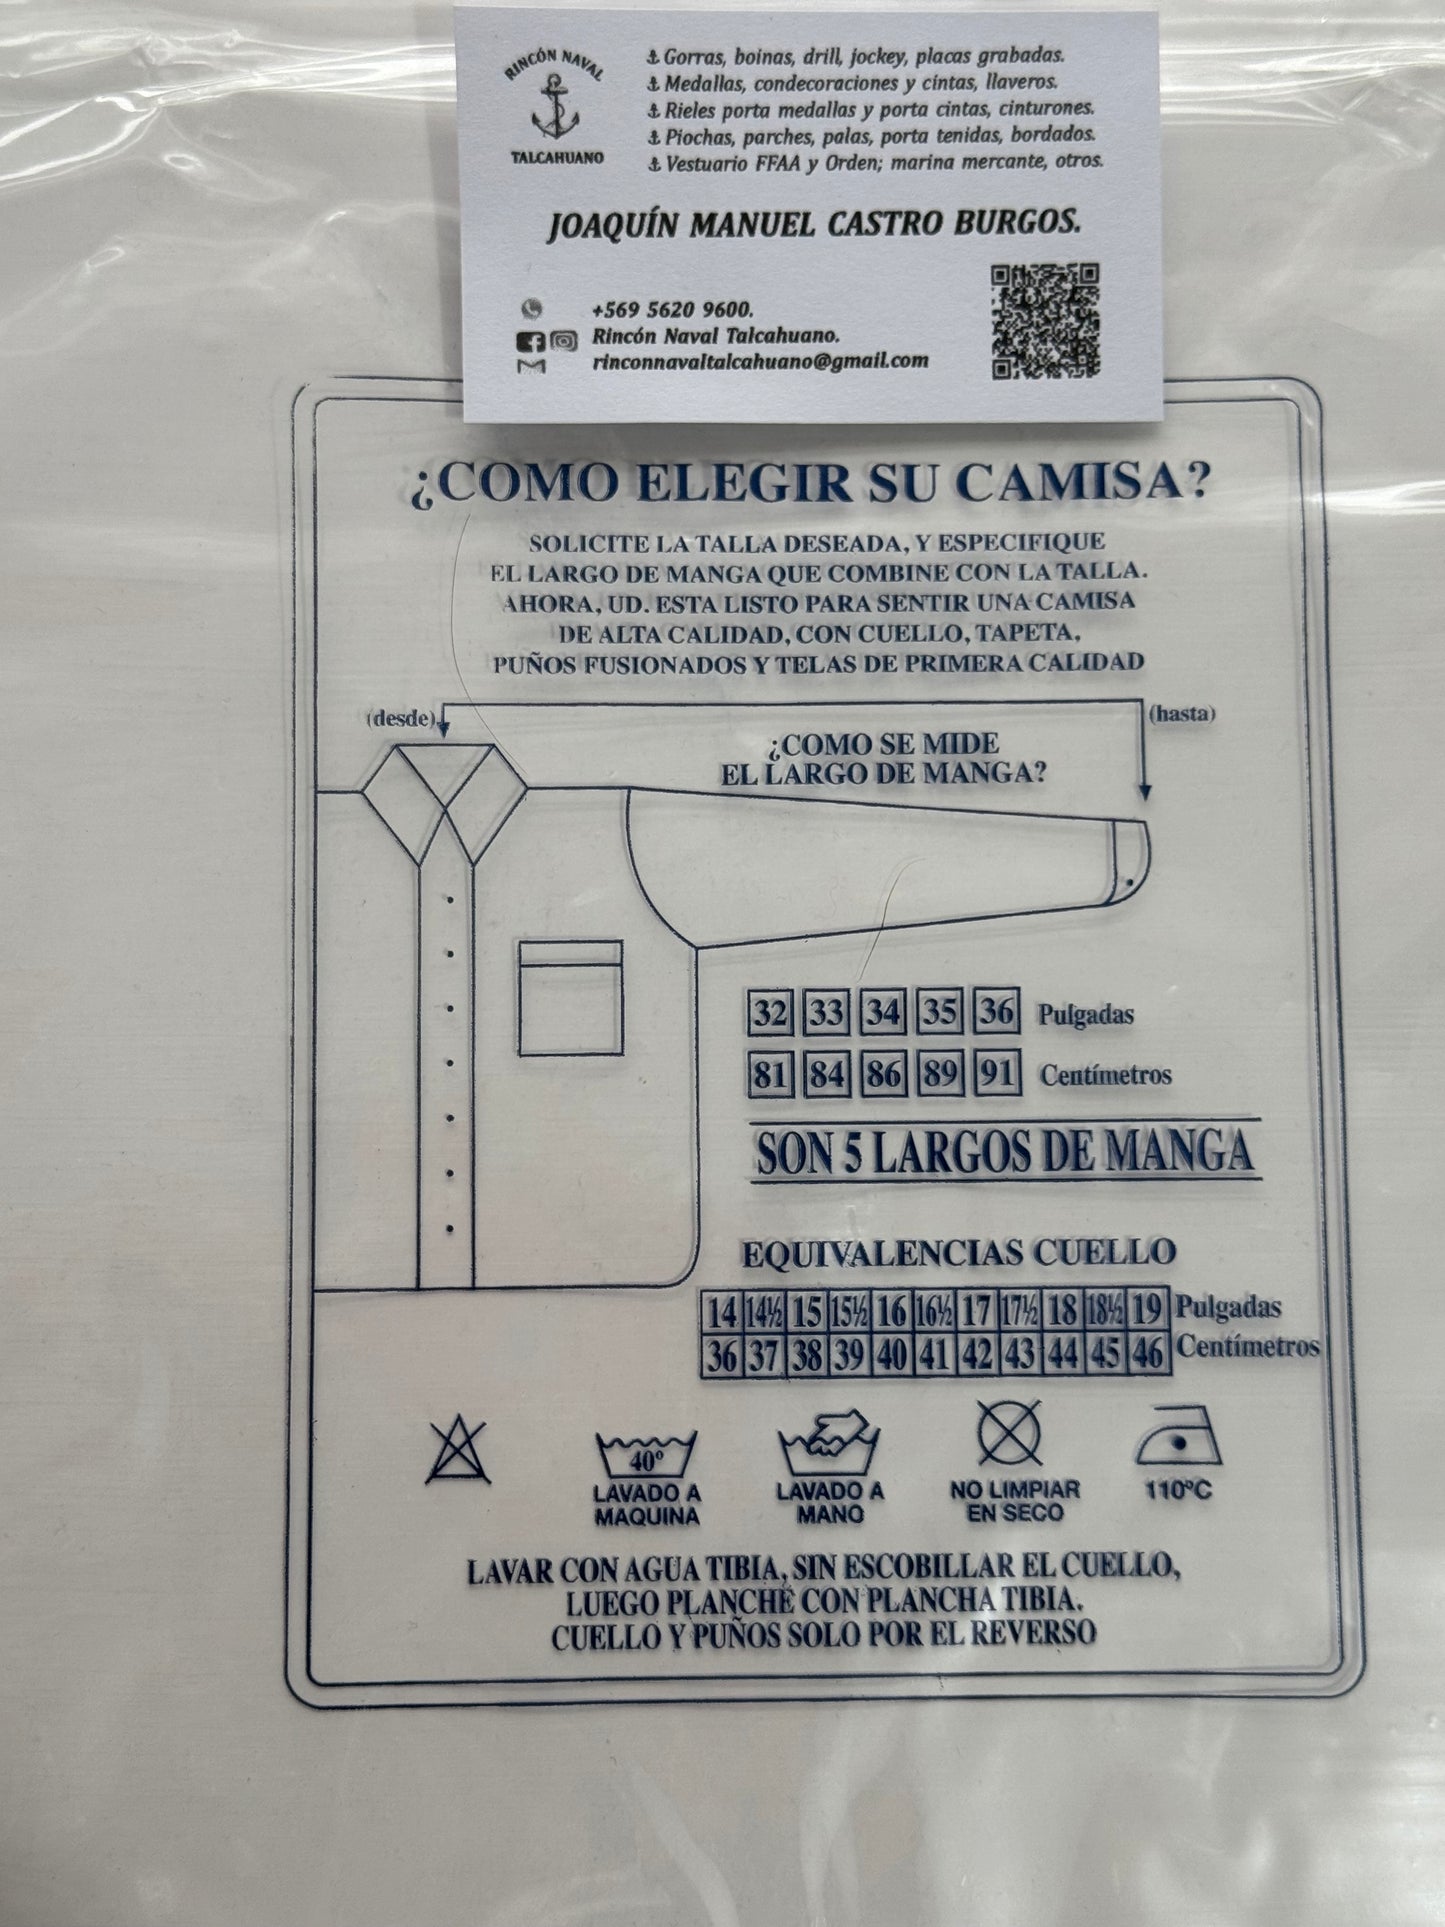 RINCÓN NAVAL
TALCAHUANO
Gorras, boinas, drill, jockey, placas grabadas.
Medallas, condecoraciones y cintas, llaveros.
Rieles porta medallas y porta cintas, cinturones.
Piochas, parches, palas, porta tenidas, bordados.
Vestuario FFAA y Orden; marina mercante, otros.
JOAQUÍN MANUEL CASTRO BURGOS.
+569 5620 9600.
Rincón Naval Talcahuano.
rinconnavaltalcahuano@gmail.com
¿COMO ELEGIR SU CAMISA?
SOLICITE LA TALLA DESEADA, Y ESPECIFIQUE
EL LARGO DE MANGA QUE COMBINE CON LA TALLA.
AHORA, UD. ESTA LISTO PARA SENTIR UNA CAMISA
DE ALTA CALIDAD, CON CUELLO, TAPETA,
PUÑOS FUSIONADOS Y TELAS DE PRIMERA CALIDAD
(desde) (hasta)
¿COMO SE MIDE
EL LARGO DE MANGA?
32 33 34 35 36 Pulgadas
81 84 86 89 91 Centímetros
SON 5 LARGOS DE MANGA
EQUIVALENCIAS CUELLO
14 14½ 15 15½ 16 16½ 17 17½ 18 18½ 19 Pulgadas
36 37 38 39 40 41 42 43 44 45 46 Centímetros
40º
LAVADO A
MAQUINA
LAVADO A
MANO
NO LIMPIAR
EN SECO
110ºC
LAVAR CON AGUA TIBIA, SIN ESCOBILLAR EL CUELLO,
LUEGO PLANCHE CON PLANCHA TIBIA.
CUELLO Y PUÑOS SOLO POR EL REVERSO